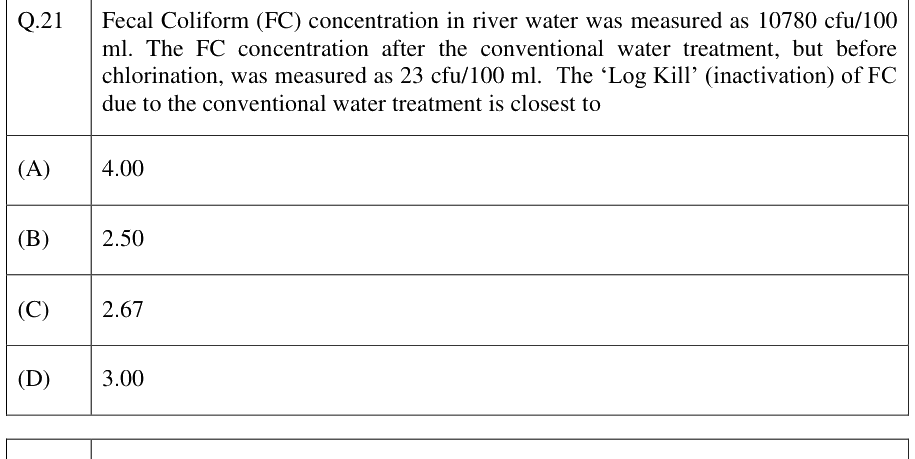 Q.21 Fecal Coliform (FC) concentration in river water was measured as 10780 cfu/100
ml. The FC concentration after the conventional water treatment, but before
chlorination, was measured as 23 cfu/100 ml. The ‘Log Kill’ (inactivation) of FC
due to the conventional water treatment is closest to
(A) 4.00
(B) 2.50
(C) 2.67
(D) 3.00